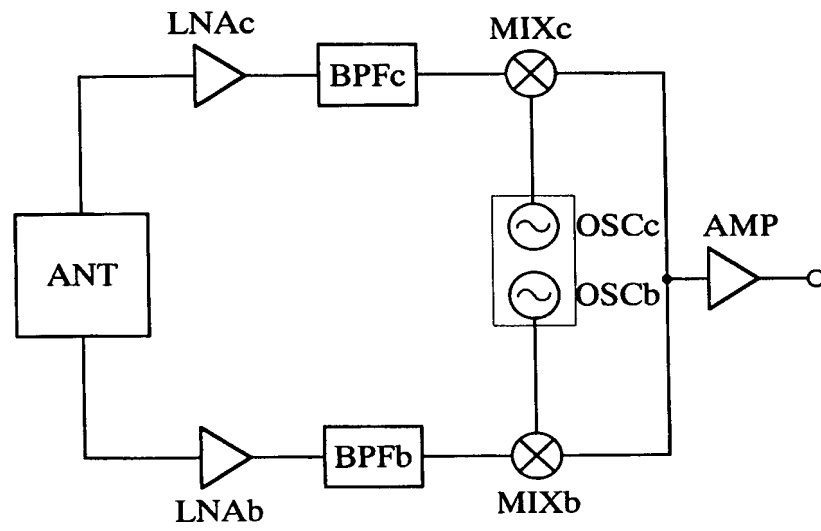 LNAc
MIXc
BPFc
ANT
OSCc
AMP
OSCb
BPFb
LNAb
MIXb